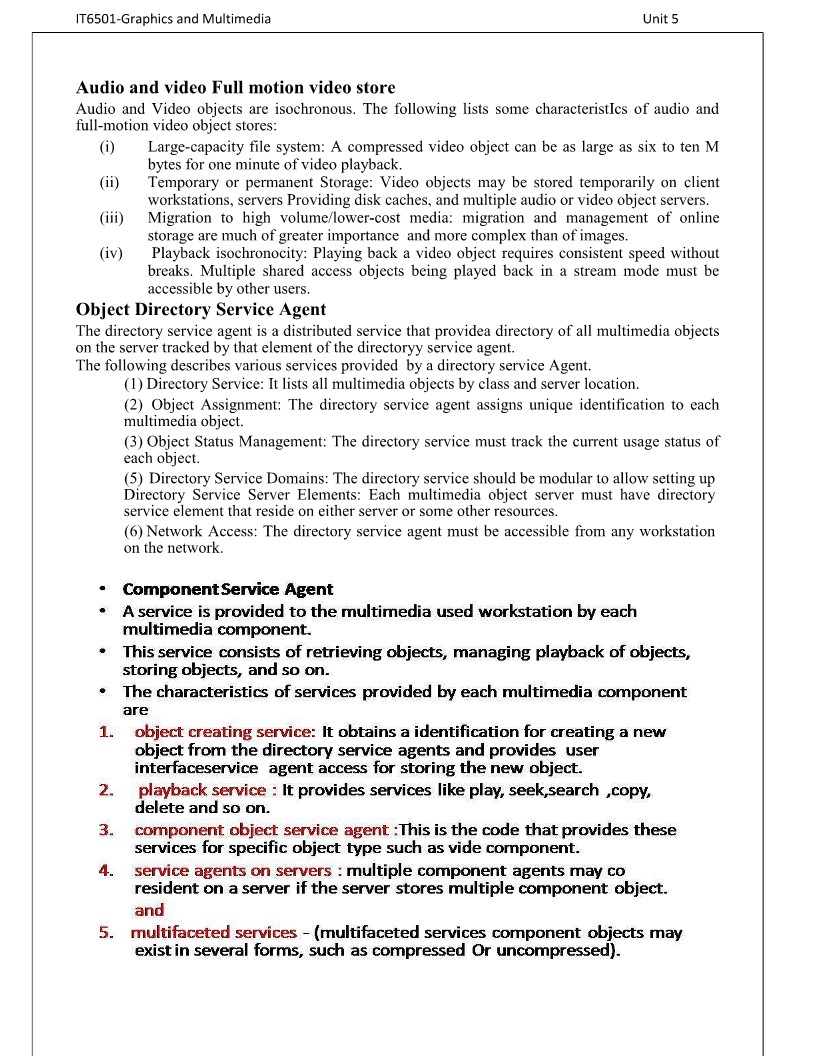 IT6501-Graphics and Multimedia Unit 5
Audio and video Full motion video store
Audio and Video objects are isochronous. The following lists some characteristIcs of audio and
full-motion video object stores:
(i) Large-capacity file system: A compressed video object can be as large as six to ten M
bytes for one minute of video playback.
(ii) Temporary or permanent Storage: Video objects may be stored temporarily on client
workstations, servers Providing disk caches, and multiple audio or video object servers.
(iii) Migration to high volume/lower-cost media: migration and management of online
storage are much of greater importance and more complex than of images.
(iv) Playback isochronocity: Playing back a video object requires consistent speed without
breaks. Multiple shared access objects being played back in a stream mode must be
accessible by other users.
Object Directory Service Agent
The directory service agent is a distributed service that providea directory of all multimedia objects
on the server tracked by that element of the directoryy service agent.
The following describes various services provided by a directory service Agent.
(1) Directory Service: It lists all multimedia objects by class and server location.
(2) Object Assignment: The directory service agent assigns unique identification to each
multimedia object.
(3) Object Status Management: The directory service must track the current usage status of
each object.
(5) Directory Service Domains: The directory service should be modular to allow setting up
Directory Service Server Elements: Each multimedia object server must have directory
service element that reside on either server or some other resources.
(6) Network Access: The directory service agent must be accessible from any workstation
on the network.
• Component Service Agent
• A service is provided to the multimedia used workstation by each
multimedia component.
• This service consists of retrieving objects, managing playback of objects,
storing objects, and so on.
• The characteristics of services provided by each multimedia component
are
1. object creating service: It obtains a identification for creating a new
object from the directory service agents and provides user
interfaceservice agent access for storing the new object.
2. playback service : It provides services like play, seek,search ,copy,
delete and so on.
3. component object service agent :This is the code that provides these
services for specific object type such as vide component.
4. service agents on servers : multiple component agents may co
resident on a server if the server stores multiple component object.
and
5. multifaceted services - (multifaceted services component objects may
exist in several forms, such as compressed Or uncompressed).